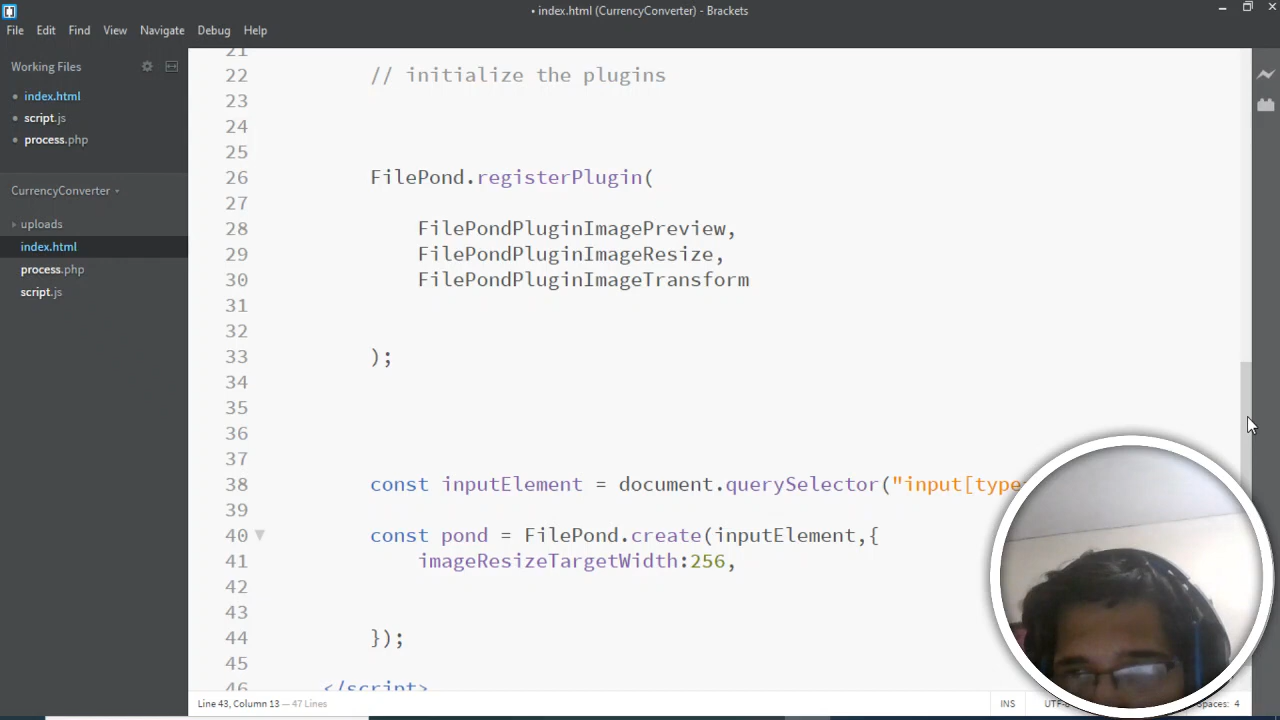 • index.html (CurrencyConverter) - Brackets
File Edit Find View Navigate Debug Help
Working Files
• index.html
• script.js
• process.php
CurrencyConverter
uploads
index.html
process.php
script.js
21
22 // initialize the plugins
23
24
25
26 FilePond.registerPlugin(
27
28 FilePondPluginImagePreview,
29 FilePondPluginImageResize,
30 FilePondPluginImageTransform
31
32
33 );
34
35
36
37
38 const inputElement = document.querySelector("input[type
39
40 const pond = FilePond.create(inputElement,{
41 imageResizeTargetWidth:256,
42
43
44 });
45
46 </script>
Line 43, Column 13 — 47 Lines
INS
Spaces: 4